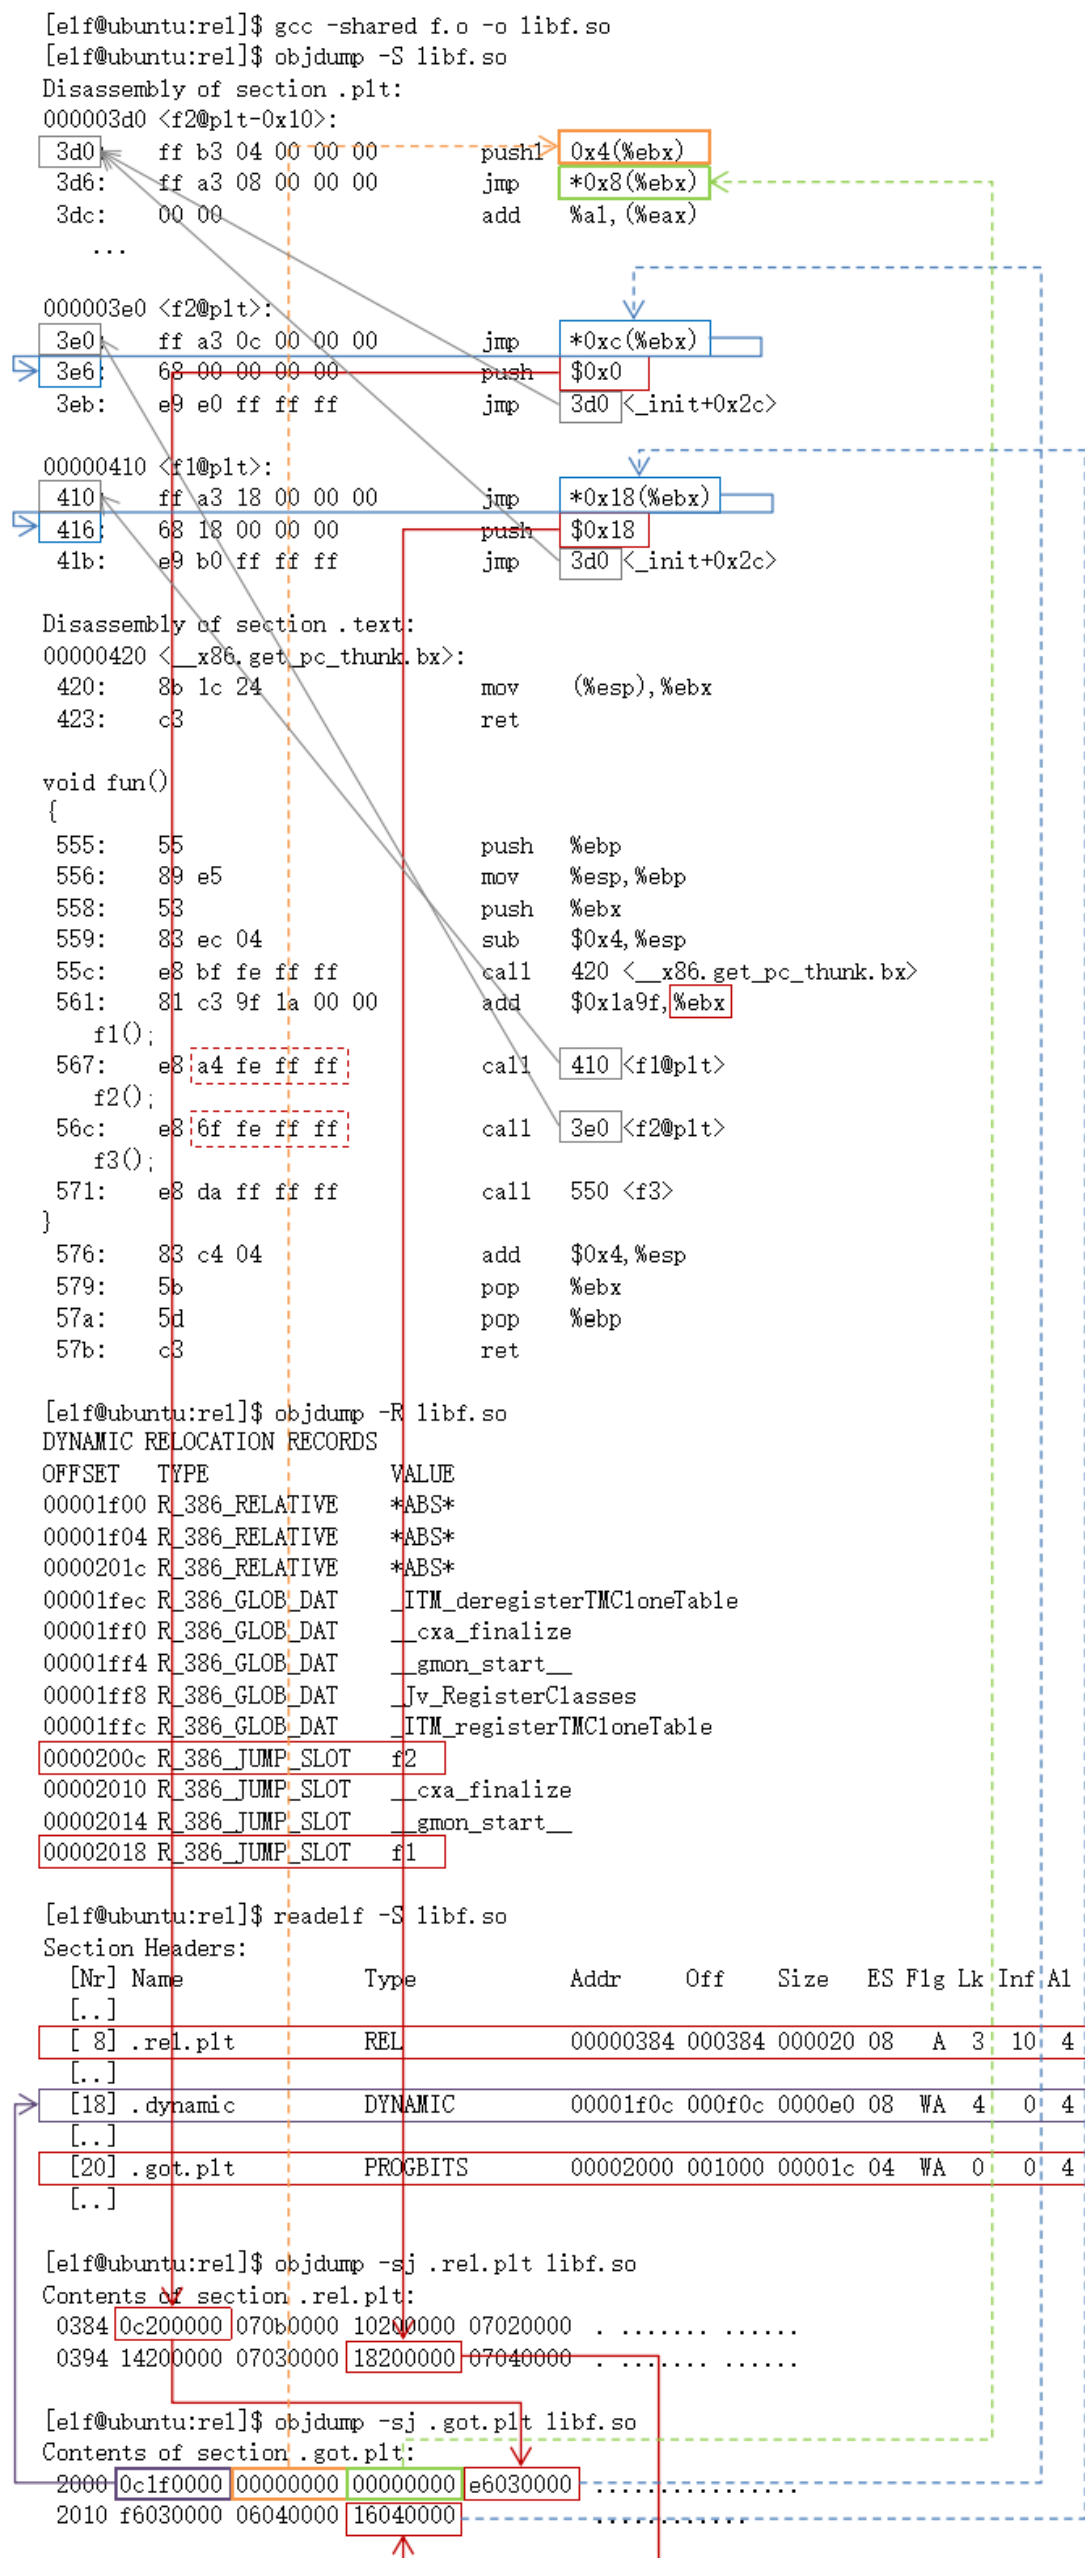 [elf@ubuntu:rel]$ gcc -shared f.o -o libf.so
[elf@ubuntu:rel]$ objdump -S libf.so
Disassembly of section .plt:
000003d0 <f2@plt-0x10>:
3d0: ff b3 04 00 00 00 pushl 0x4(%ebx)
3d6: ff a3 08 00 00 00 jmp *0x8(%ebx)
3dc: 00 00 add %al,(%eax)
...
000003e0 <f2@plt>:
3e0: ff a3 0c 00 00 00 jmp *0xc(%ebx)
3e6: 68 00 00 00 00 push $0x0
3eb: e9 e0 ff ff ff jmp 3d0 <_init+0x2c>
00000410 <f1@plt>:
410: ff a3 18 00 00 00 jmp *0x18(%ebx)
416: 68 18 00 00 00 push $0x18
41b: e9 b0 ff ff ff jmp 3d0 <_init+0x2c>
Disassembly of section .text:
00000420 <__x86.get_pc_thunk.bx>:
420: 8b 1c 24 mov (%esp),%ebx
423: c3 ret
void fun()
{
555: 55 push %ebp
556: 89 e5 mov %esp,%ebp
558: 53 push %ebx
559: 83 ec 04 sub $0x4,%esp
55c: e8 bf fe ff ff call 420 <__x86.get_pc_thunk.bx>
561: 81 c3 9f 1a 00 00 add $0x1a9f,%ebx
f1();
567: e8 a4 fe ff ff call 410 <f1@plt>
f2();
56c: e8 6f fe ff ff call 3e0 <f2@plt>
f3();
571: e8 da ff ff ff call 550 <f3>
}
576: 83 c4 04 add $0x4,%esp
579: 5b pop %ebx
57a: 5d pop %ebp
57b: c3 ret
[elf@ubuntu:rel]$ objdump -R libf.so
DYNAMIC RELOCATION RECORDS
OFFSET TYPE VALUE
00001f00 R_386_RELATIVE *ABS*
00001f04 R_386_RELATIVE *ABS*
0000201c R_386_RELATIVE *ABS*
00001fec R_386_GLOB_DAT _ITM_deregisterTMCloneTable
00001ff0 R_386_GLOB_DAT __cxa_finalize
00001ff4 R_386_GLOB_DAT __gmon_start__
00001ff8 R_386_GLOB_DAT _Jv_RegisterClasses
00001ffc R_386_GLOB_DAT _ITM_registerTMCloneTable
0000200c R_386_JUMP_SLOT f2
00002010 R_386_JUMP_SLOT __cxa_finalize
00002014 R_386_JUMP_SLOT __gmon_start__
00002018 R_386_JUMP_SLOT f1
[elf@ubuntu:rel]$ readelf -S libf.so
Section Headers:
[Nr] Name Type Addr Off Size ES Flg Lk Inf Al
[..]
[ 8] .rel.plt REL 00000384 000384 000020 08 A 3 10 4
[..]
[18] .dynamic DYNAMIC 00001f0c 000f0c 0000e0 08 WA 4 0 4
[..]
[20] .got.plt PROGBITS 00002000 001000 00001c 04 WA 0 0 4
[..]
[elf@ubuntu:rel]$ objdump -sj .rel.plt libf.so
Contents of section .rel.plt:
0384 0c200000 070b0000 10200000 07020000 . ....... ......
0394 14200000 07030000 18200000 07040000 . ....... ......
[elf@ubuntu:rel]$ objdump -sj .got.plt libf.so
Contents of section .got.plt:
2000 0c1f0000 00000000 00000000 e6030000 ................
2010 f6030000 06040000 16040000 ............